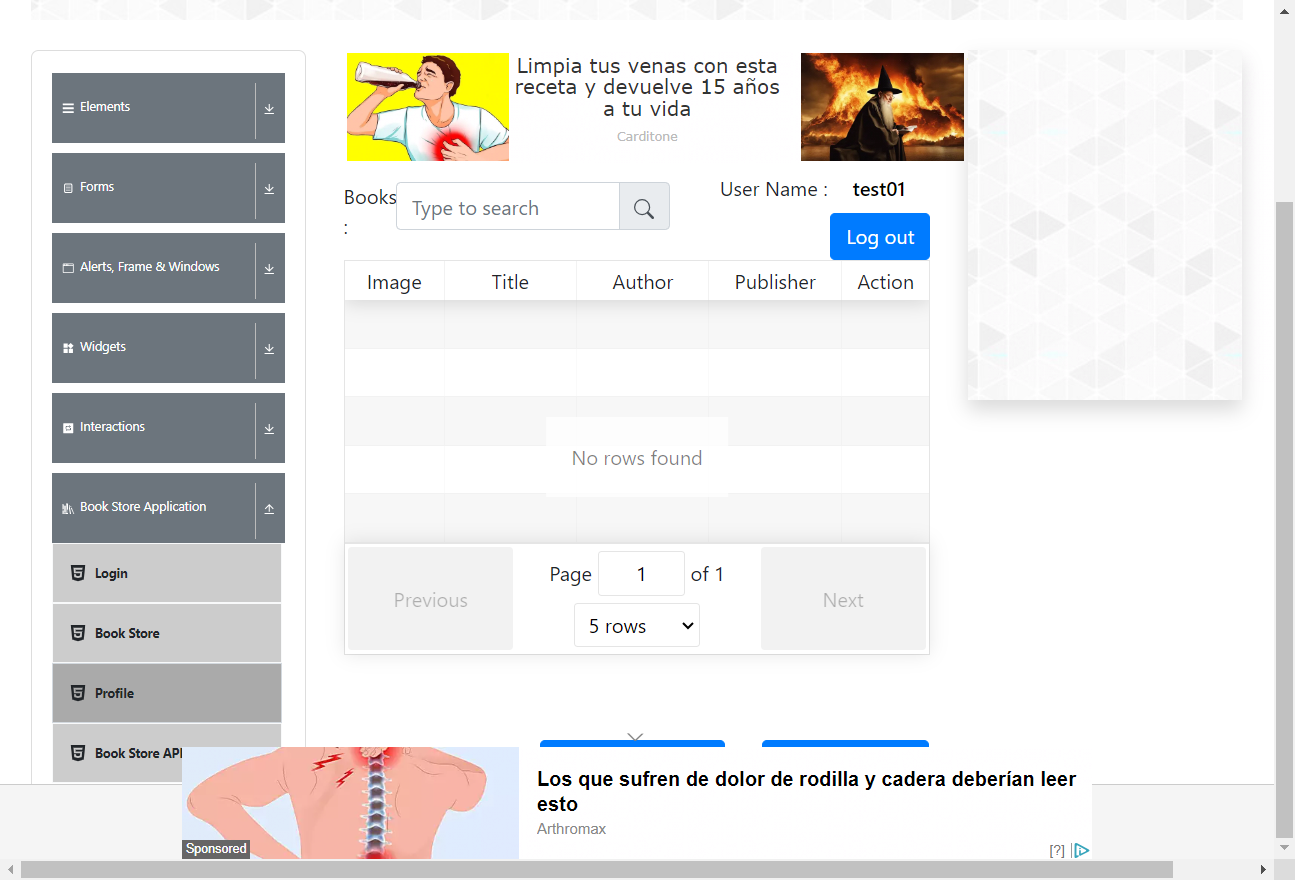 Elements
Forms
Alerts, Frame & Windows
Widgets
Interactions
Book Store Application
Login
Book Store
Profile
Book Store API
Limpia tus venas con esta
receta y devuelve 15 años
a tu vida
Carditone
Books
:
Type to search
User Name : test01
Log out
Image Title Author Publisher Action
No rows found
Previous
Page 1 of 1
5 rows
Next
Los que sufren de dolor de rodilla y cadera deberían leer
esto
Arthromax
Sponsored
[?]